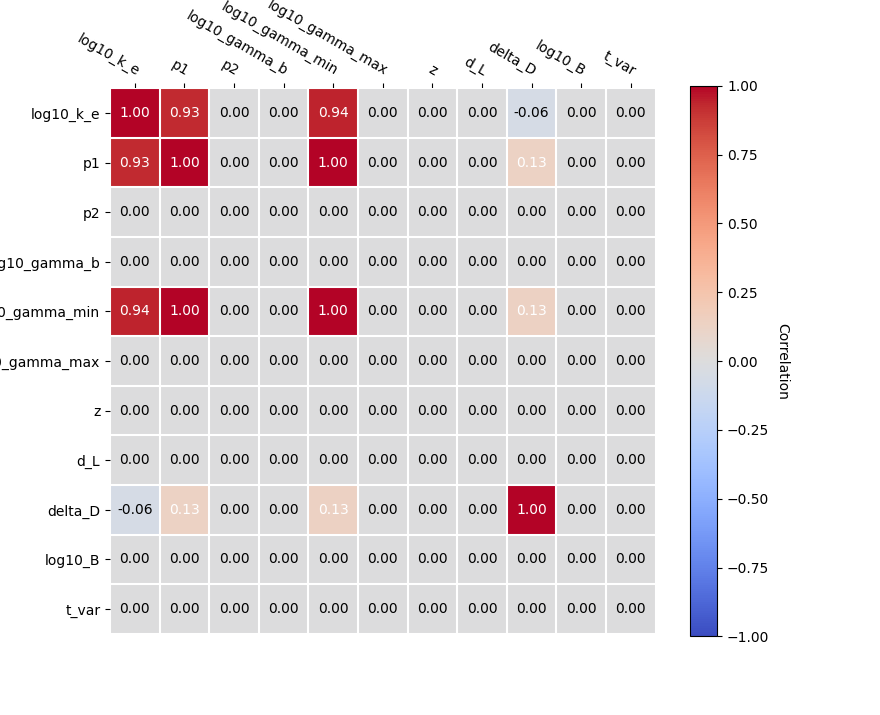 log10_k_e p1 p2 log10_gamma_b log10_gamma_min log10_gamma_max z d_L delta_D log10_B t_var
log10_k_e 1.00 0.93 0.00 0.00 0.94 0.00 0.00 0.00 -0.06 0.00 0.00
p1 0.93 1.00 0.00 0.00 1.00 0.00 0.00 0.00 0.13 0.00 0.00
p2 0.00 0.00 0.00 0.00 0.00 0.00 0.00 0.00 0.00 0.00 0.00
g10_gamma_b 0.00 0.00 0.00 0.00 0.00 0.00 0.00 0.00 0.00 0.00 0.00
0_gamma_min 0.94 1.00 0.00 0.00 1.00 0.00 0.00 0.00 0.13 0.00 0.00
0_gamma_max 0.00 0.00 0.00 0.00 0.00 0.00 0.00 0.00 0.00 0.00 0.00
z 0.00 0.00 0.00 0.00 0.00 0.00 0.00 0.00 0.00 0.00 0.00
d_L 0.00 0.00 0.00 0.00 0.00 0.00 0.00 0.00 0.00 0.00 0.00
delta_D -0.06 0.13 0.00 0.00 0.13 0.00 0.00 0.00 1.00 0.00 0.00
log10_B 0.00 0.00 0.00 0.00 0.00 0.00 0.00 0.00 0.00 0.00 0.00
t_var 0.00 0.00 0.00 0.00 0.00 0.00 0.00 0.00 0.00 0.00 0.00
1.00
0.75
0.50
0.25
0.00
−0.25
−0.50
−0.75
−1.00
Correlation